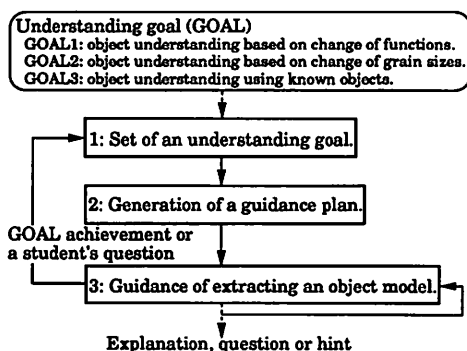 Understanding goal (GOAL)
GOAL1: object understanding based on change of functions.
GOAL2: object understanding based on change of grain sizes.
GOAL3: object understanding using known objects.
1: Set of an understanding goal.
2: Generation of a guidance plan.
GOAL achievement or
a student's question
3: Guidance of extracting an object model.
Explanation, question or hint